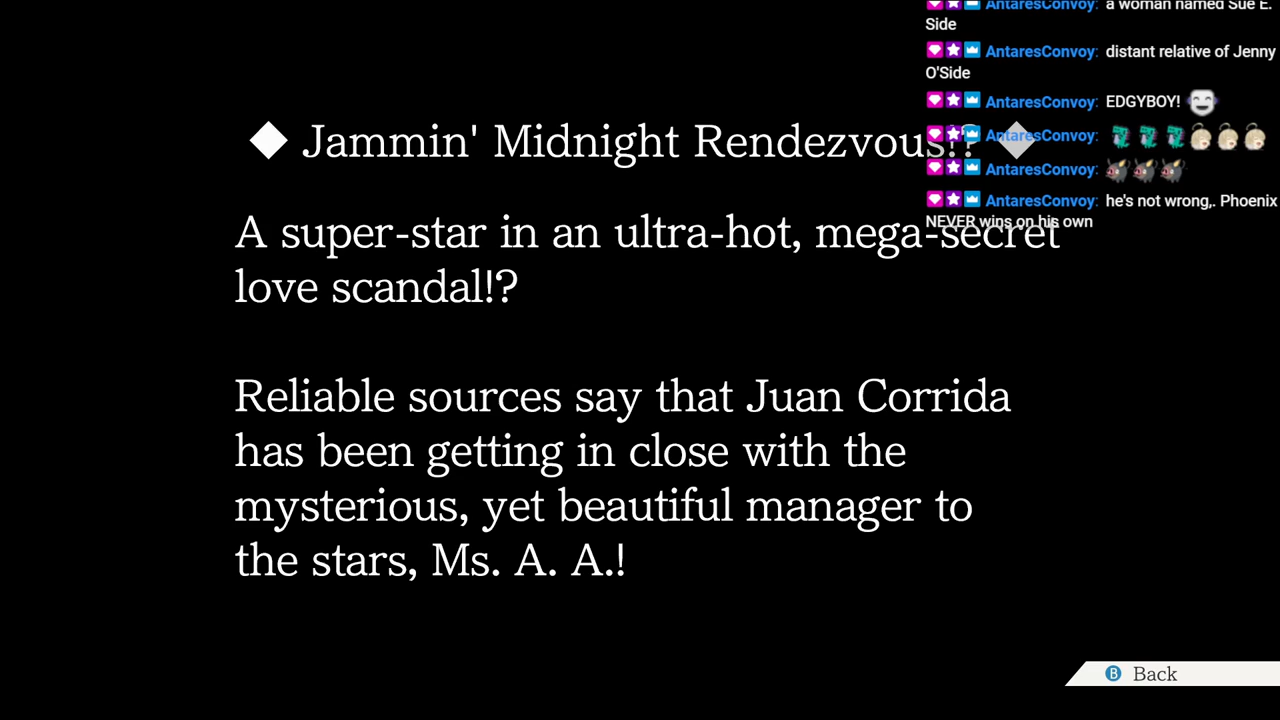 AntaresConvoy: a woman named Sue E.
Side
AntaresConvoy: distant relative of Jenny
O'Side
AntaresConvoy: EDGYBOY!
AntaresConvoy:
AntaresConvoy:
AntaresConvoy: he's not wrong,. Phoenix
NEVER wins on his own
◆ Jammin' Midnight Rendezvous!? ◆
A super-star in an ultra-hot, mega-secret
love scandal!?
Reliable sources say that Juan Corrida
has been getting in close with the
mysterious, yet beautiful manager to
the stars, Ms. A. A.!
B Back